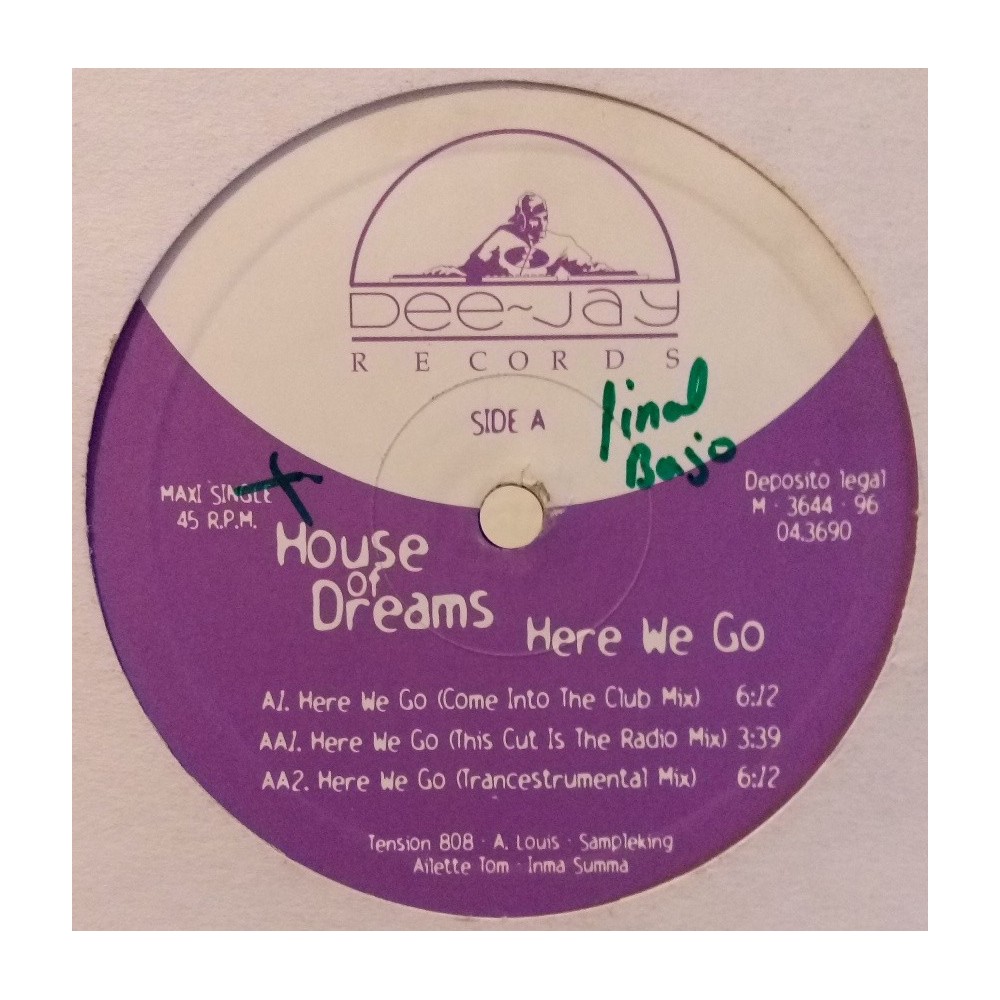 Dee~Jay
RECORDS
SIDE A
final
Bajo
MAXI SINGLE
45 R.P.M.
Deposito legal
M · 3644 · 96
04.3690
House
of
Dreams
Here We Go
A1. Here We Go (Come Into The Club Mix) 6:12
AA1. Here We Go (This Cut Is The Radio Mix) 3:39
AA2. Here We Go (Trancestrumental Mix) 6:12
Tension 808 · A. Louis · Sampleking
Ailette Tom · Inma Summa